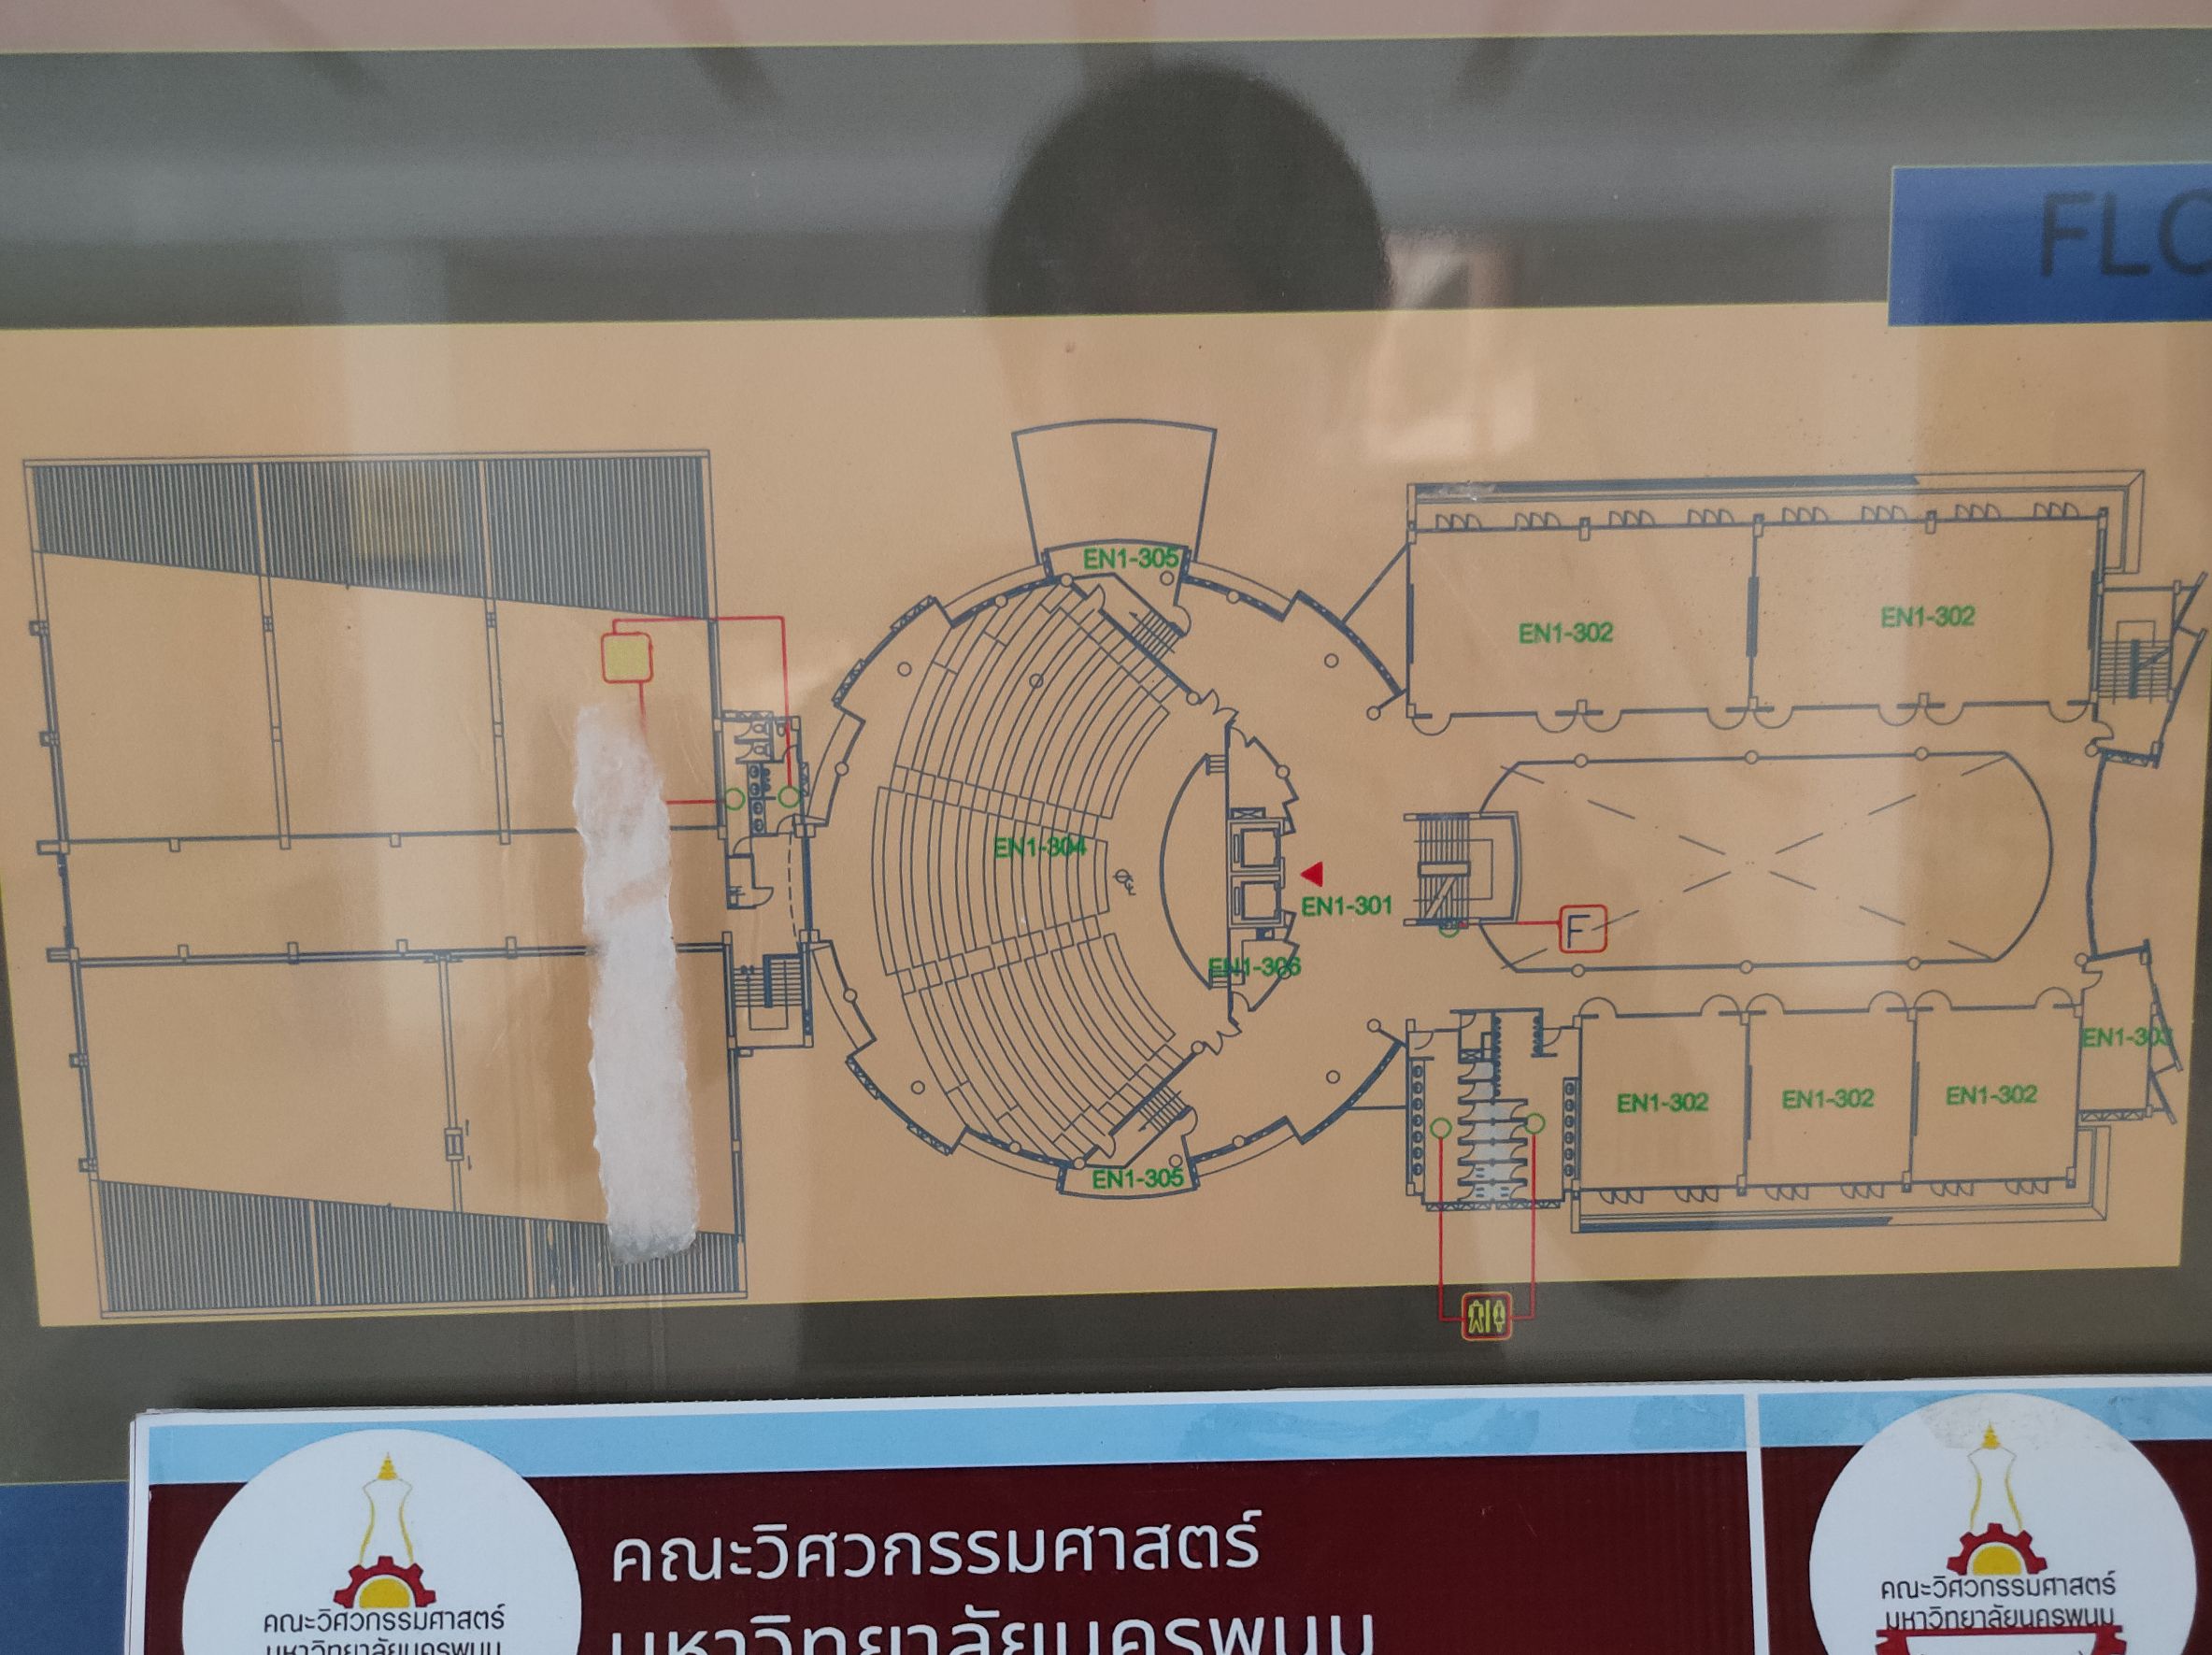 FLO
EN1-305
EN1-302
EN1-302
EN1-304
EN1-301
F
EN1-306
EN1-303
EN1-302
EN1-302
EN1-302
EN1-305
คณะวิศวกรรมศาสตร์
มหาวิทยาลัยนครพนม
คณะวิศวกรรมศาสตร์
มหาวิทยาลัยนครพนม
คณะวิศวกรรมศาสตร์
มหาวิทยาลัยนครพนม